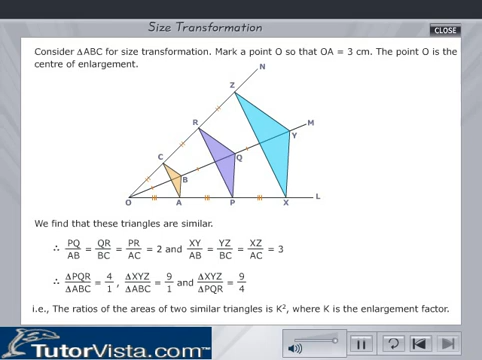 Size Transformation
CLOSE
Consider ΔABC for size transformation. Mark a point O so that OA = 3 cm. The point O is the
centre of enlargement.
N
Z
R
M
Y
C
Q
B
O A P X L
We find that these triangles are similar.
∴ PQ/AB = QR/BC = PR/AC = 2 and XY/AB = YZ/BC = XZ/AC = 3
∴ ΔPQR/ΔABC = 4/1, ΔXYZ/ΔABC = 9/1 and ΔXYZ/ΔPQR = 9/4
i.e., The ratios of the areas of two similar triangles is K², where K is the enlargement factor.
TutorVista.com™